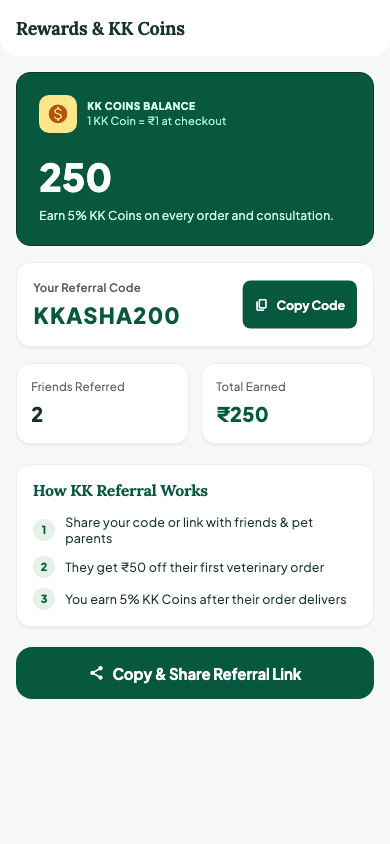 Rewards & KK Coins
KK COINS BALANCE
1 KK Coin = ₹1 at checkout
250
Earn 5% KK Coins on every order and consultation.
Your Referral Code
KKASHA200
Copy Code
Friends Referred
2
Total Earned
₹250
How KK Referral Works
1
Share your code or link with friends & pet
parents
2
They get ₹50 off their first veterinary order
3
You earn 5% KK Coins after their order delivers
Copy & Share Referral Link